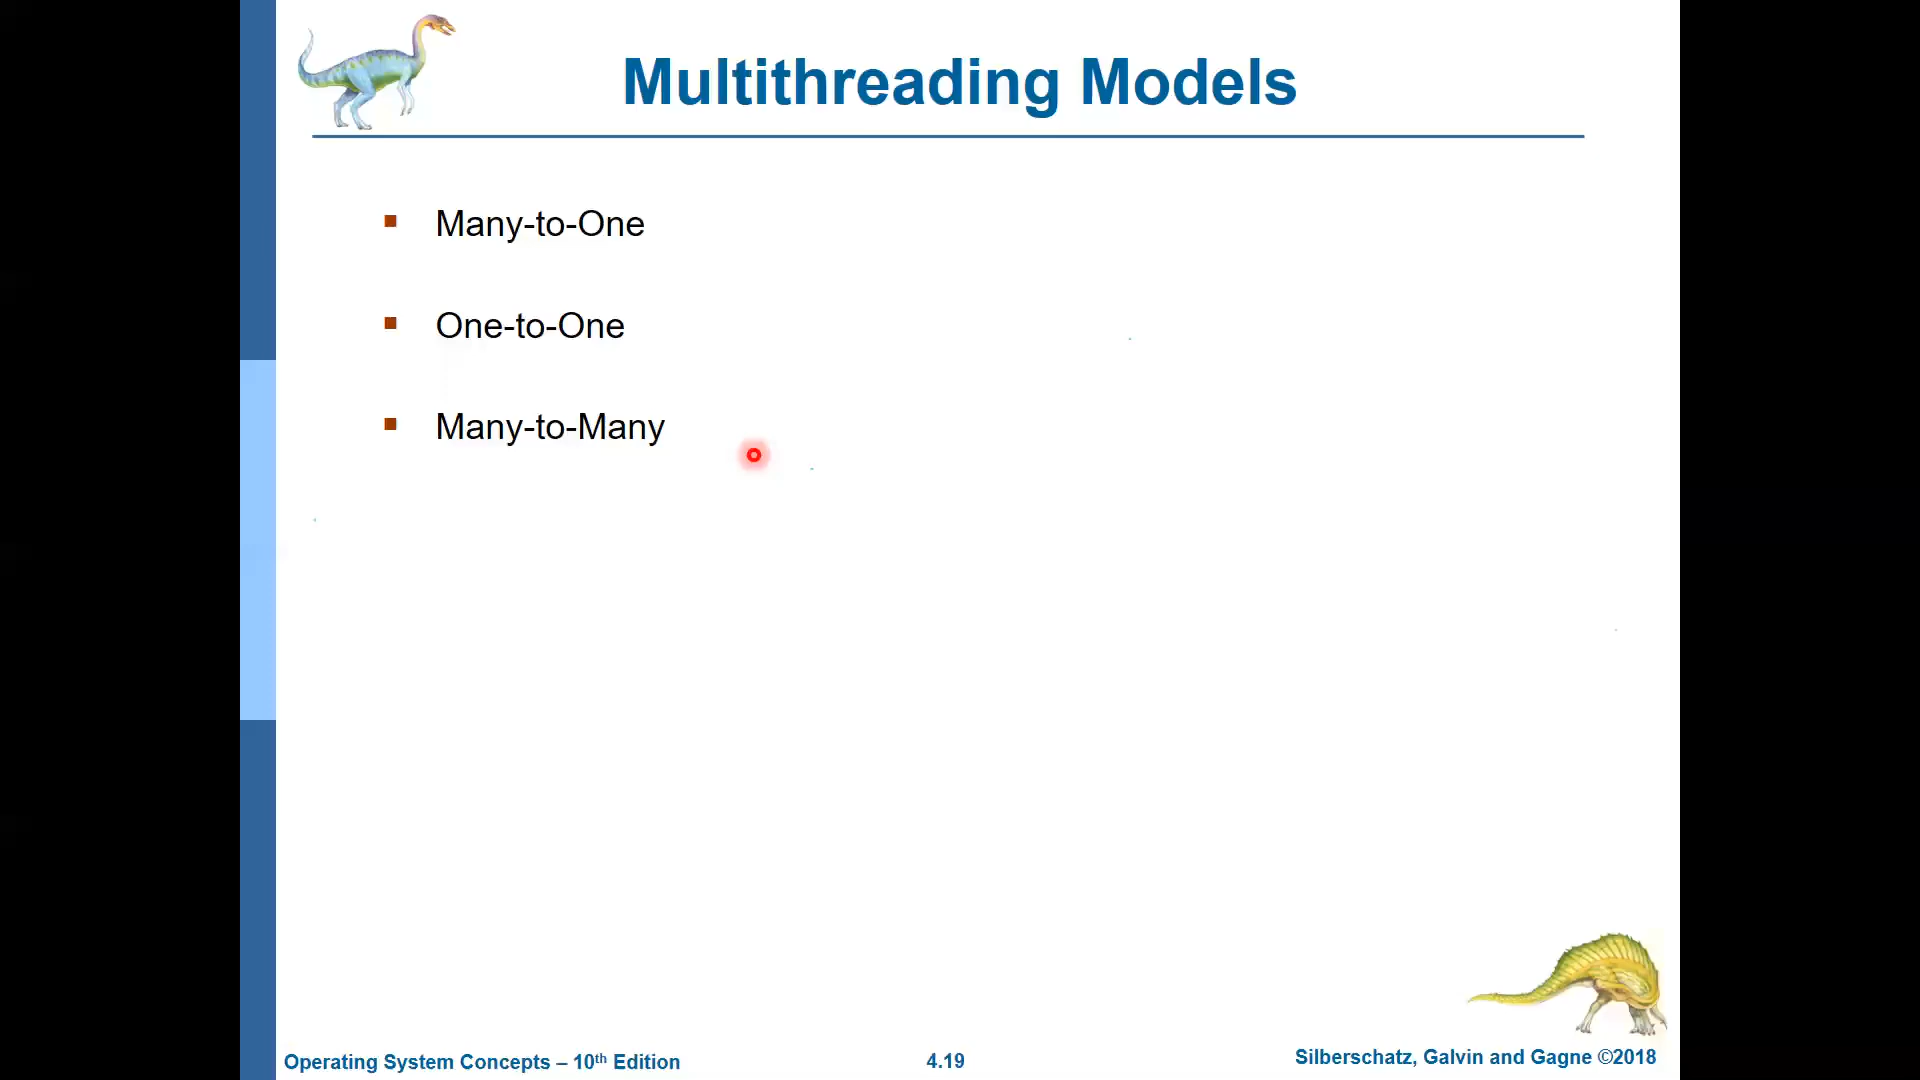 Multithreading Models
Many-to-One
One-to-One
Many-to-Many
Operating System Concepts – 10th Edition
4.19
Silberschatz, Galvin and Gagne ©2018